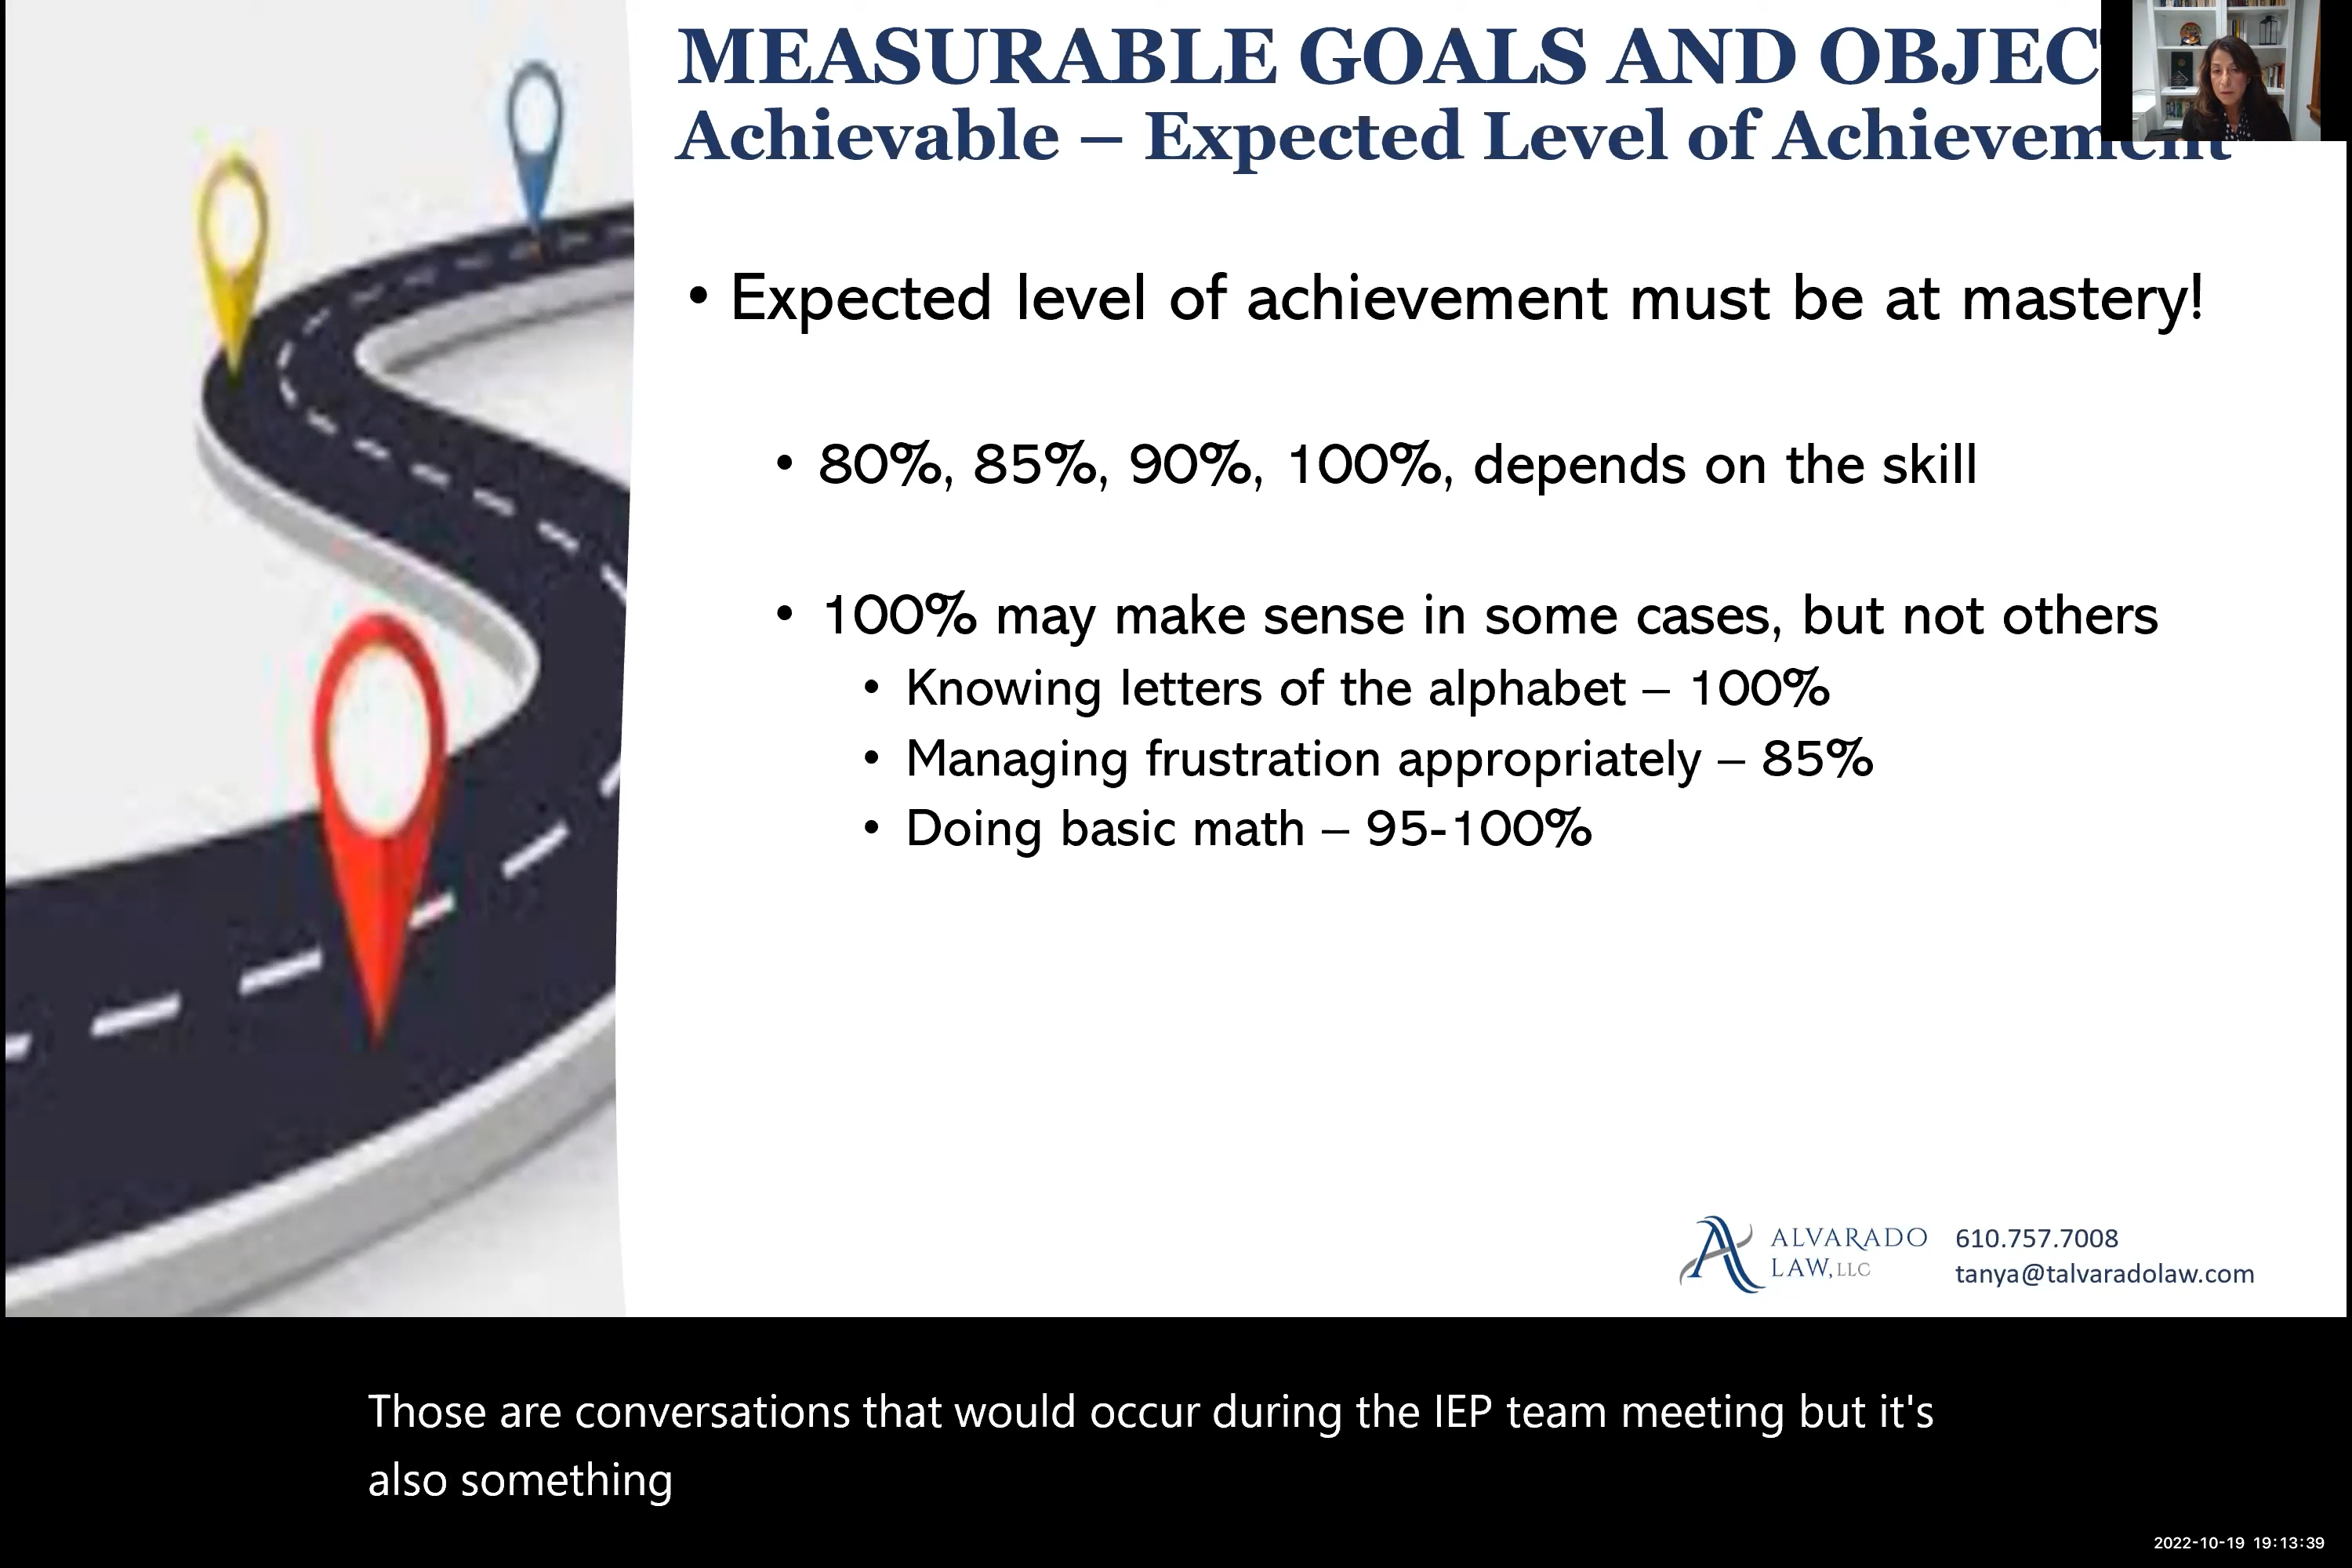 MEASURABLE GOALS AND OBJEC
Achievable – Expected Level of Achievement
• Expected level of achievement must be at mastery!
• 80%, 85%, 90%, 100%, depends on the skill
• 100% may make sense in some cases, but not others
• Knowing letters of the alphabet – 100%
• Managing frustration appropriately – 85%
• Doing basic math – 95-100%
ALVARADO
LAW, LLC
610.757.7008
tanya@talvaradolaw.com
Those are conversations that would occur during the IEP team meeting but it's
also something
2022-10-19 19:13:39